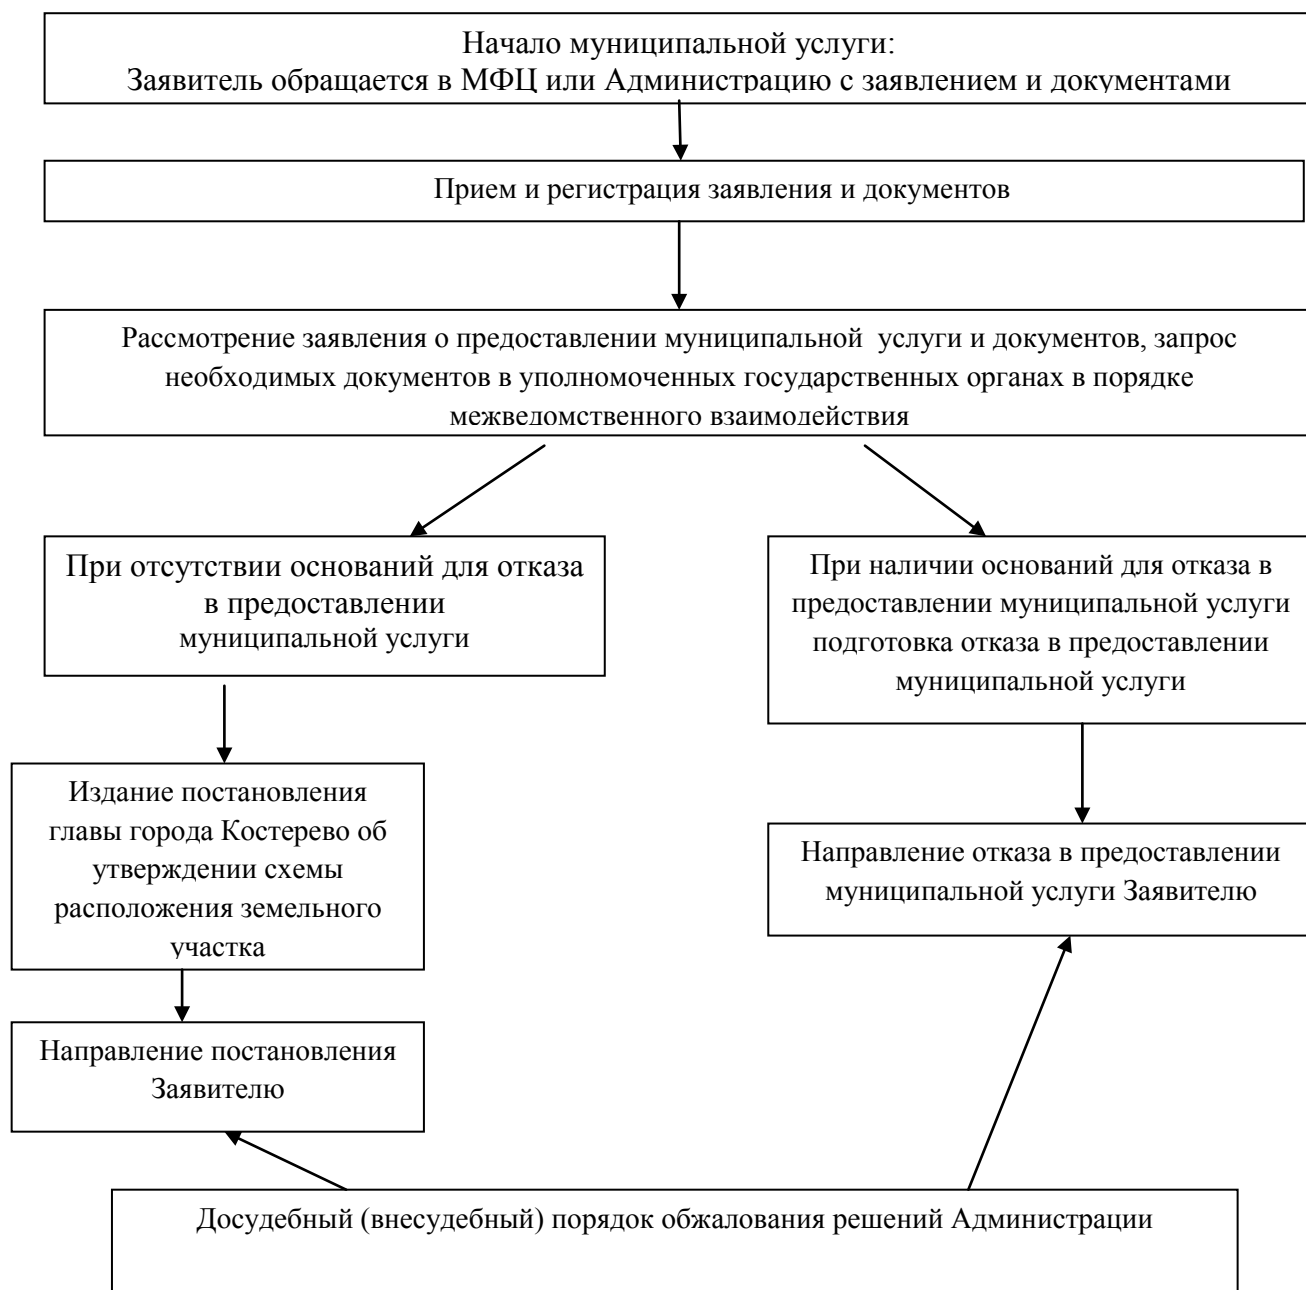 Начало муниципальной услуги:
Заявитель обращается в МФЦ или Администрацию с заявлением и документами
Прием и регистрация заявления и документов
Рассмотрение заявления о предоставлении муниципальной услуги и документов, запрос
необходимых документов в уполномоченных государственных органах в порядке
межведомственного взаимодействия
При отсутствии оснований для отказа
в предоставлении
муниципальной услуги
При наличии оснований для отказа в
предоставлении муниципальной услуги
подготовка отказа в предоставлении
муниципальной услуги
Издание постановления
главы города Костерево об
утверждении схемы
расположения земельного
участка
Направление отказа в предоставлении
муниципальной услуги Заявителю
Направление постановления
Заявителю
Досудебный (внесудебный) порядок обжалования решений Администрации